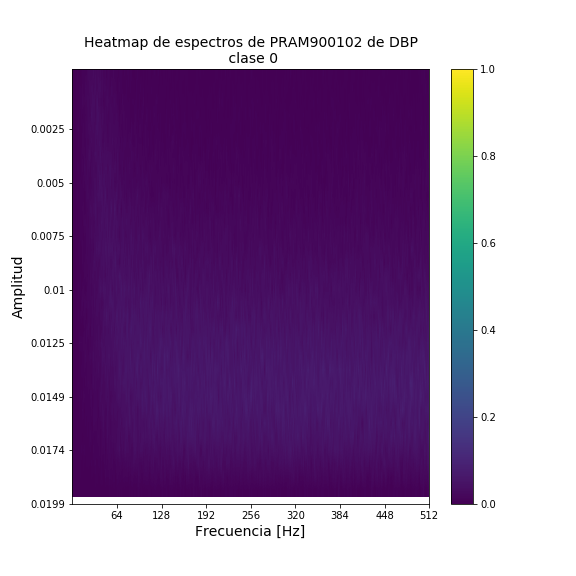 Heatmap de espectros de PRAM900102 de DBP
clase 0
Amplitud
0.0025
0.005
0.0075
0.01
0.0125
0.0149
0.0174
0.0199
64 128 192 256 320 384 448 512
Frecuencia [Hz]
1.0
0.8
0.6
0.4
0.2
0.0